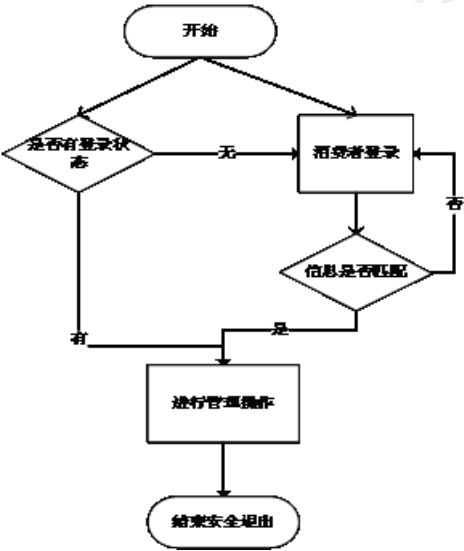 开始
是否有登录状
态
无
消费者登录
否
信息是否匹配
是
有
进行管理操作
结束安全退出